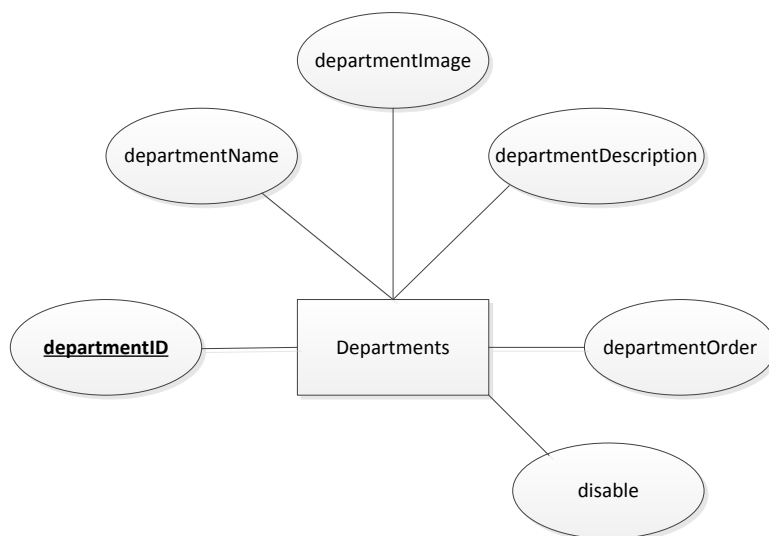 departmentImage
departmentName
departmentDescription
departmentID
Departments
departmentOrder
disable